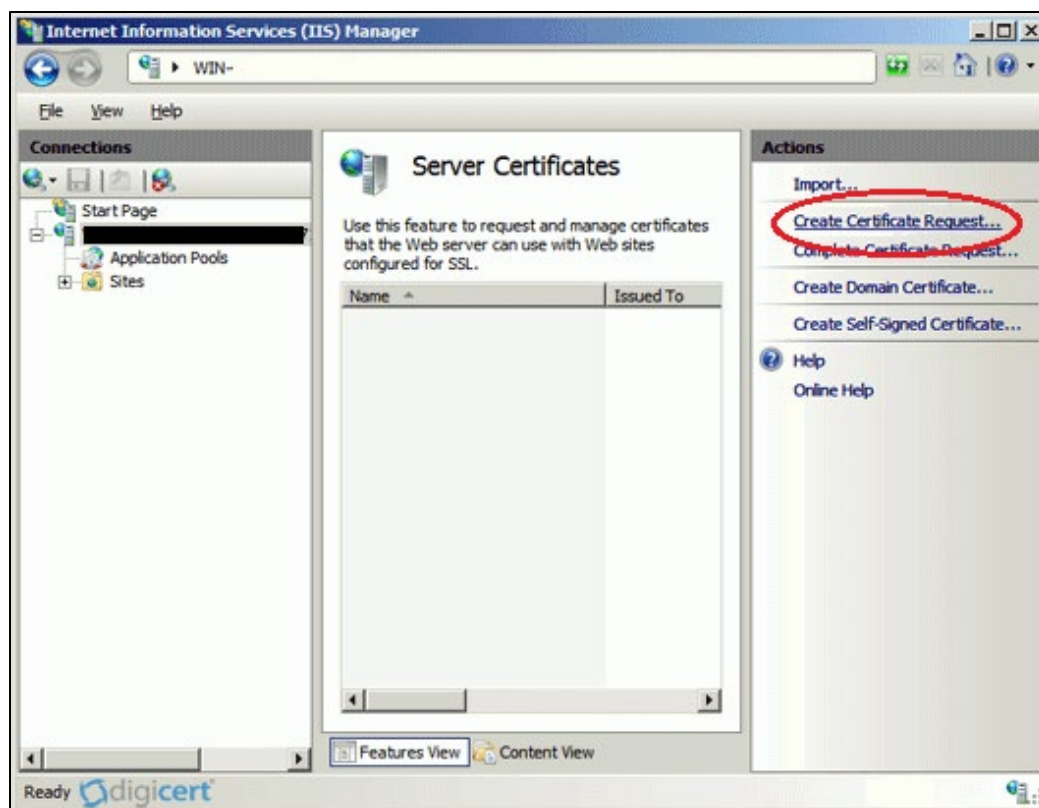 Internet Information Services (IIS) Manager
WIN-
File View Help
Connections
Start Page
Application Pools
Sites
Server Certificates
Use this feature to request and manage certificates
that the Web server can use with Web sites
configured for SSL.
Name Issued To
Features View Content View
Actions
Import...
Create Certificate Request...
Complete Certificate Request...
Create Domain Certificate...
Create Self-Signed Certificate...
Help
Online Help
Ready digicert